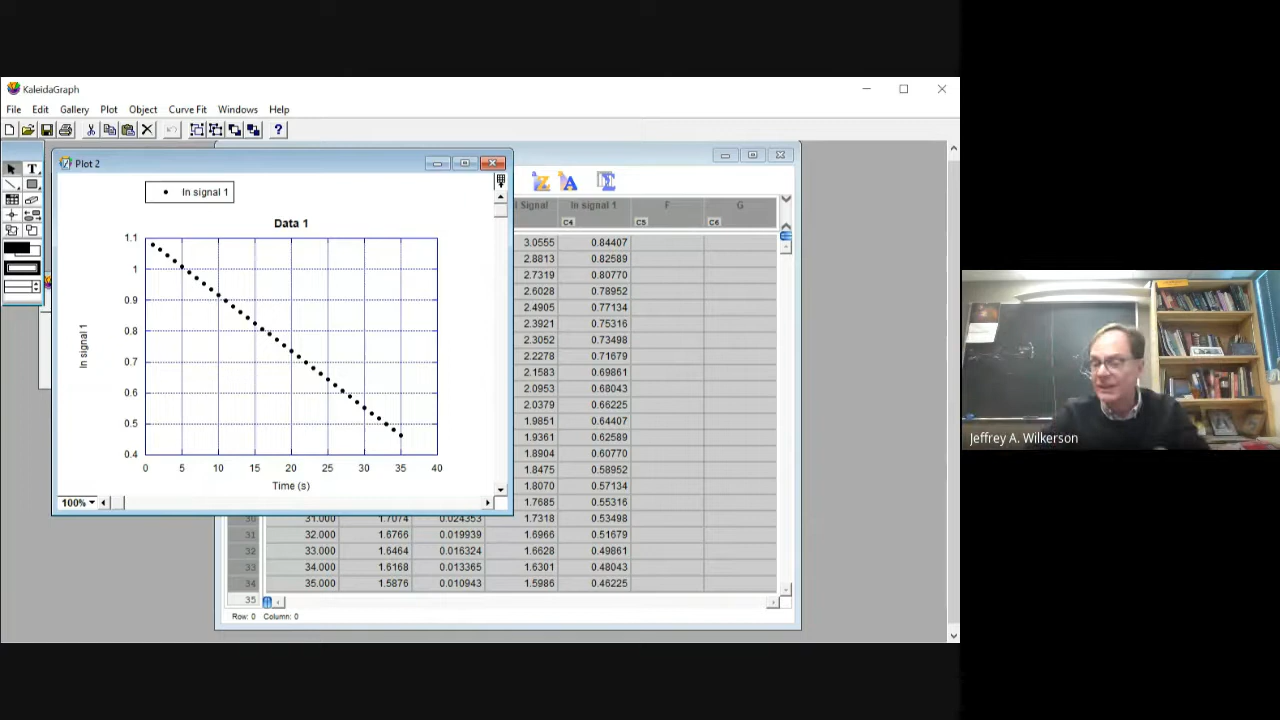 KaleidaGraph
File Edit Gallery Plot Object Curve Fit Windows Help
Plot 2
ln signal 1
Data 1
1.1
1
0.9
0.8
0.7
0.6
0.5
0.4
ln signal 1
0 5 10 15 20 25 30 35 40
Time (s)
100%
Signal ln signal 1 F G
C4 C5 C6
3.0555 0.84407
2.8813 0.82589
2.7319 0.80770
2.6028 0.78952
2.4905 0.77134
2.3921 0.75316
2.3052 0.73498
2.2278 0.71679
2.1583 0.69861
2.0953 0.68043
2.0379 0.66225
1.9851 0.64407
1.9361 0.62589
1.8904 0.60770
1.8475 0.58952
1.8070 0.57134
1.7685 0.55316
30 31.000 1.7074 0.024353 1.7318 0.53498
31 32.000 1.6766 0.019939 1.6966 0.51679
32 33.000 1.6464 0.016324 1.6628 0.49861
33 34.000 1.6168 0.013365 1.6301 0.48043
34 35.000 1.5876 0.010943 1.5986 0.46225
35
Row: 0 Column: 0
Jeffrey A. Wilkerson